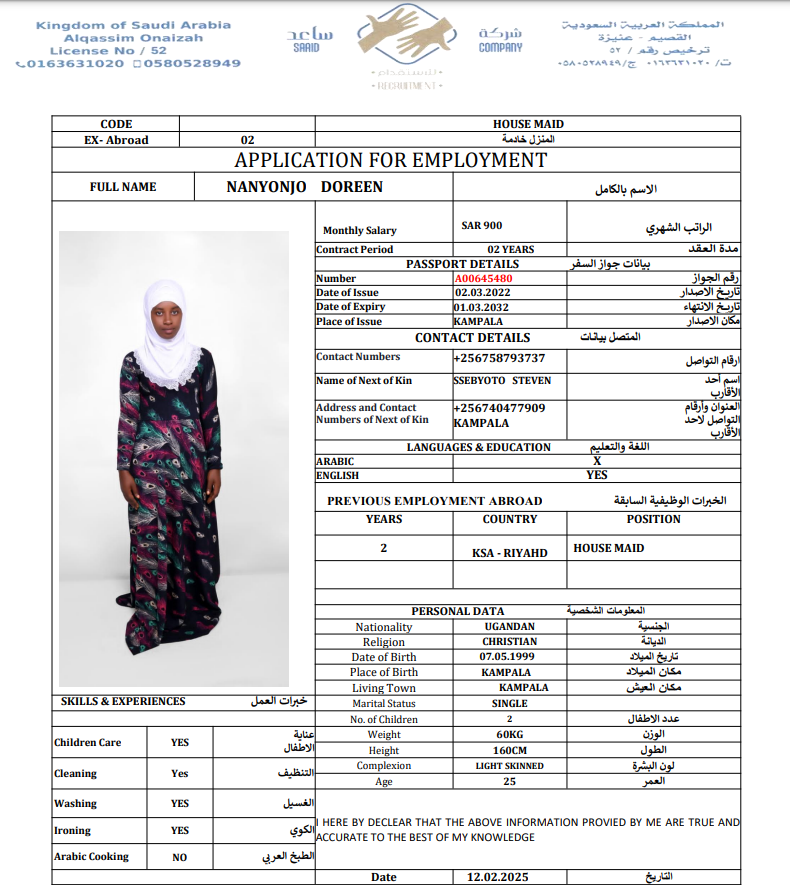 Kingdom of Saudi Arabia
Alqassim Onaizah
License No / 52
0163631020 0580528949
ساعد
SAAID
شركة
COMPANY
للاستقدام
RECRUITMENT
المملكة العربية السعودية
القصيم - عنيزة
ترخيص رقم / ٥٢
ت/ ٠١٦٣٦٣١٠٢٠ ج/ ٠٥٨٠٥٢٨٩٤٩
CODE HOUSE MAID
EX- Abroad 02 المنزل خادمة
APPLICATION FOR EMPLOYMENT
FULL NAME NANYONJO DOREEN الاسم بالكامل
Monthly Salary SAR 900 الراتب الشهري
Contract Period 02 YEARS مدة العقد
PASSPORT DETAILS بيانات جواز السفر
Number A00645480 رقم الجواز
Date of Issue 02.03.2022 تاريخ الاصدار
Date of Expiry 01.03.2032 تاريخ الانتهاء
Place of Issue KAMPALA مكان الاصدار
CONTACT DETAILS المتصل بيانات
Contact Numbers +256758793737 ارقام التواصل
Name of Next of Kin SSEBYOTO STEVEN اسم أحد
الأقارب
Address and Contact +256740477909 العنوان وأرقام
Numbers of Next of Kin KAMPALA التواصل لاحد
الأقارب
LANGUAGES & EDUCATION اللغة والتعليم
ARABIC X
ENGLISH YES
PREVIOUS EMPLOYMENT ABROAD الخبرات الوظيفية السابقة
YEARS COUNTRY POSITION
2 KSA - RIYAHD HOUSE MAID
PERSONAL DATA المعلومات الشخصية
Nationality UGANDAN الجنسية
Religion CHRISTIAN الديانة
Date of Birth 07.05.1999 تاريخ الميلاد
Place of Birth KAMPALA مكان الميلاد
Living Town KAMPALA مكان العيش
Marital Status SINGLE
No. of Children 2 عدد الاطفال
Weight 60KG الوزن
Height 160CM الطول
Complexion LIGHT SKINNED لون البشرة
Age 25 العمر
SKILLS & EXPERIENCES خبرات العمل
Children Care YES عناية
الاطفال
Cleaning Yes التنظيف
Washing YES الغسيل
Ironing YES الكوي
Arabic Cooking NO الطبخ العربي
I HERE BY DECLEAR THAT THE ABOVE INFORMATION PROVIED BY ME ARE TRUE AND
ACCURATE TO THE BEST OF MY KNOWLEDGE
Date 12.02.2025 التاريخ